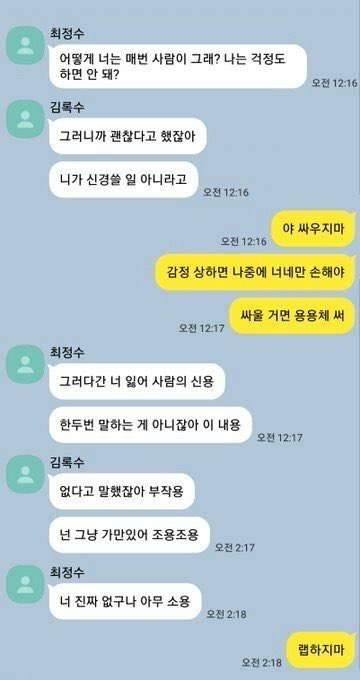 최정수
어떻게 너는 매번 사람이 그래? 나는 걱정도
하면 안 돼?
오전 12:16
김록수
그러니까 괜찮다고 했잖아
니가 신경쓸 일 아니라고
오전 12:16
야 싸우지마
오전 12:16
감정 상하면 나중에 너네만 손해야
싸울 거면 용용체 써
오전 12:17
최정수
그러다간 너 잃어 사람의 신용
한두번 말하는 게 아니잖아 이 내용
오전 12:17
김록수
없다고 말했잖아 부작용
넌 그냥 가만있어 조용조용
오전 2:17
최정수
너 진짜 없구나 아무 소용
오전 2:18
랩하지마
오전 2:18